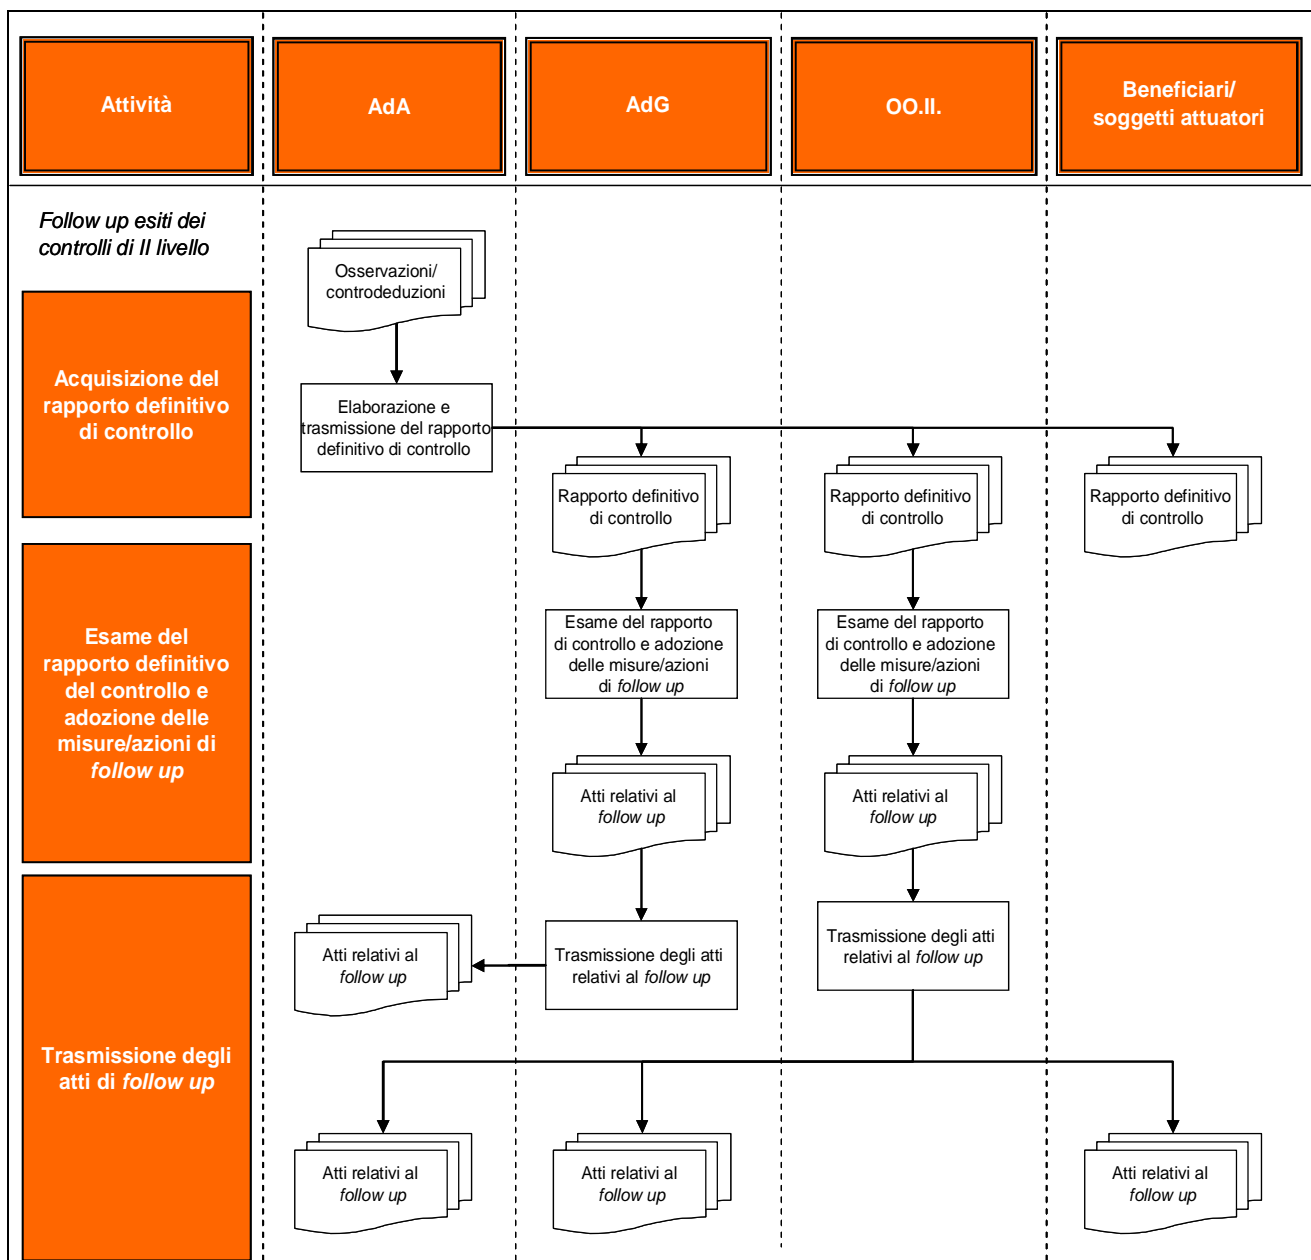 Attività
AdA
AdG
OO.II.
Beneficiari/
soggetti attuatori
Follow up esiti dei
controlli di II livello
Osservazioni/
controdeduzioni
Acquisizione del
rapporto definitivo
di controllo
Elaborazione e
trasmissione del rapporto
definitivo di controllo
Rapporto definitivo
di controllo
Rapporto definitivo
di controllo
Rapporto definitivo
di controllo
Esame del
rapporto definitivo
del controllo e
adozione delle
misure/azioni di
follow up
Esame del rapporto
di controllo e adozione
delle misure/azioni
di follow up
Esame del rapporto
di controllo e adozione
delle misure/azioni
di follow up
Atti relativi al
follow up
Atti relativi al
follow up
Trasmissione degli
atti di follow up
Atti relativi al
follow up
Trasmissione degli atti
relativi al follow up
Trasmissione degli atti
relativi al follow up
Atti relativi al
follow up
Atti relativi al
follow up
Atti relativi al
follow up